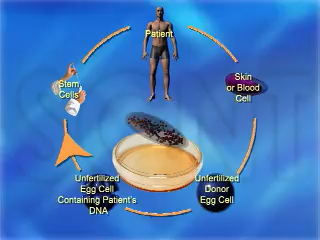 Patient
Skin
or Blood
Cell
Stem
Cells
Unfertilized
Egg Cell
Containing Patient's
DNA
Unfertilized
Donor
Egg Cell